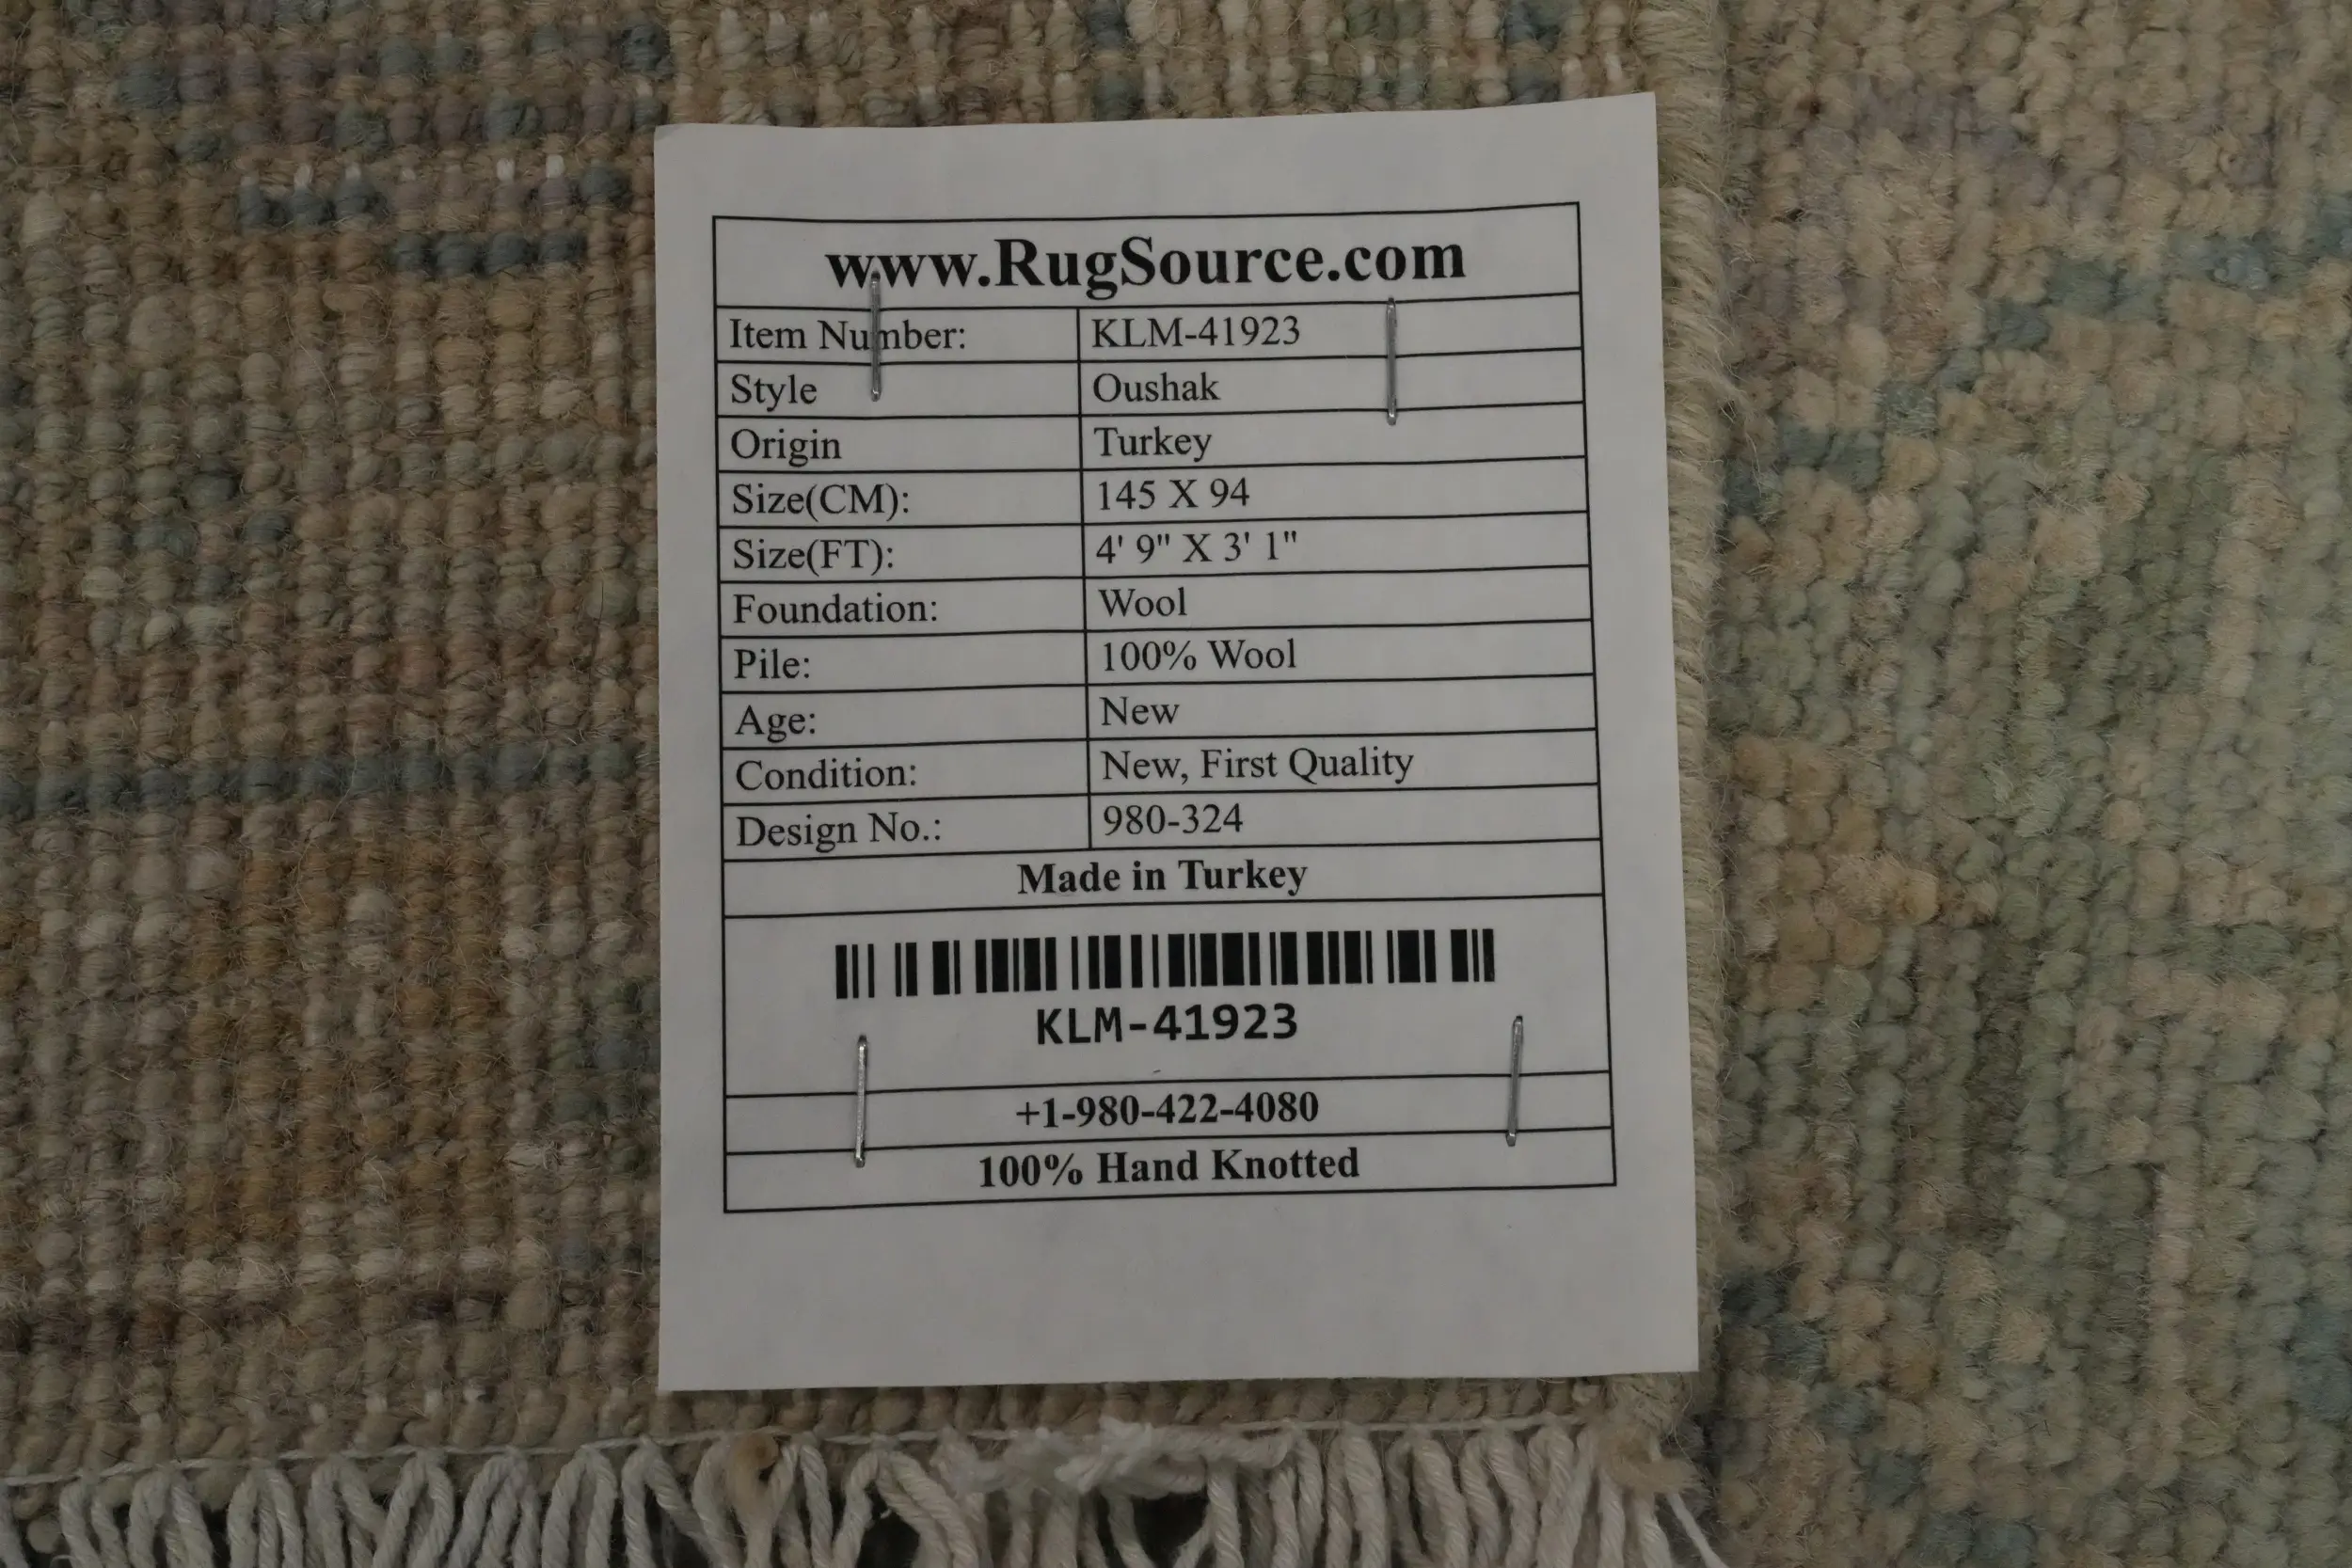 www.RugSource.com
Item Number: KLM-41923
Style Oushak
Origin Turkey
Size(CM): 145 X 94
Size(FT): 4' 9" X 3' 1"
Foundation: Wool
Pile: 100% Wool
Age: New
Condition: New, First Quality
Design No.: 980-324
Made in Turkey
KLM-41923
+1-980-422-4080
100% Hand Knotted